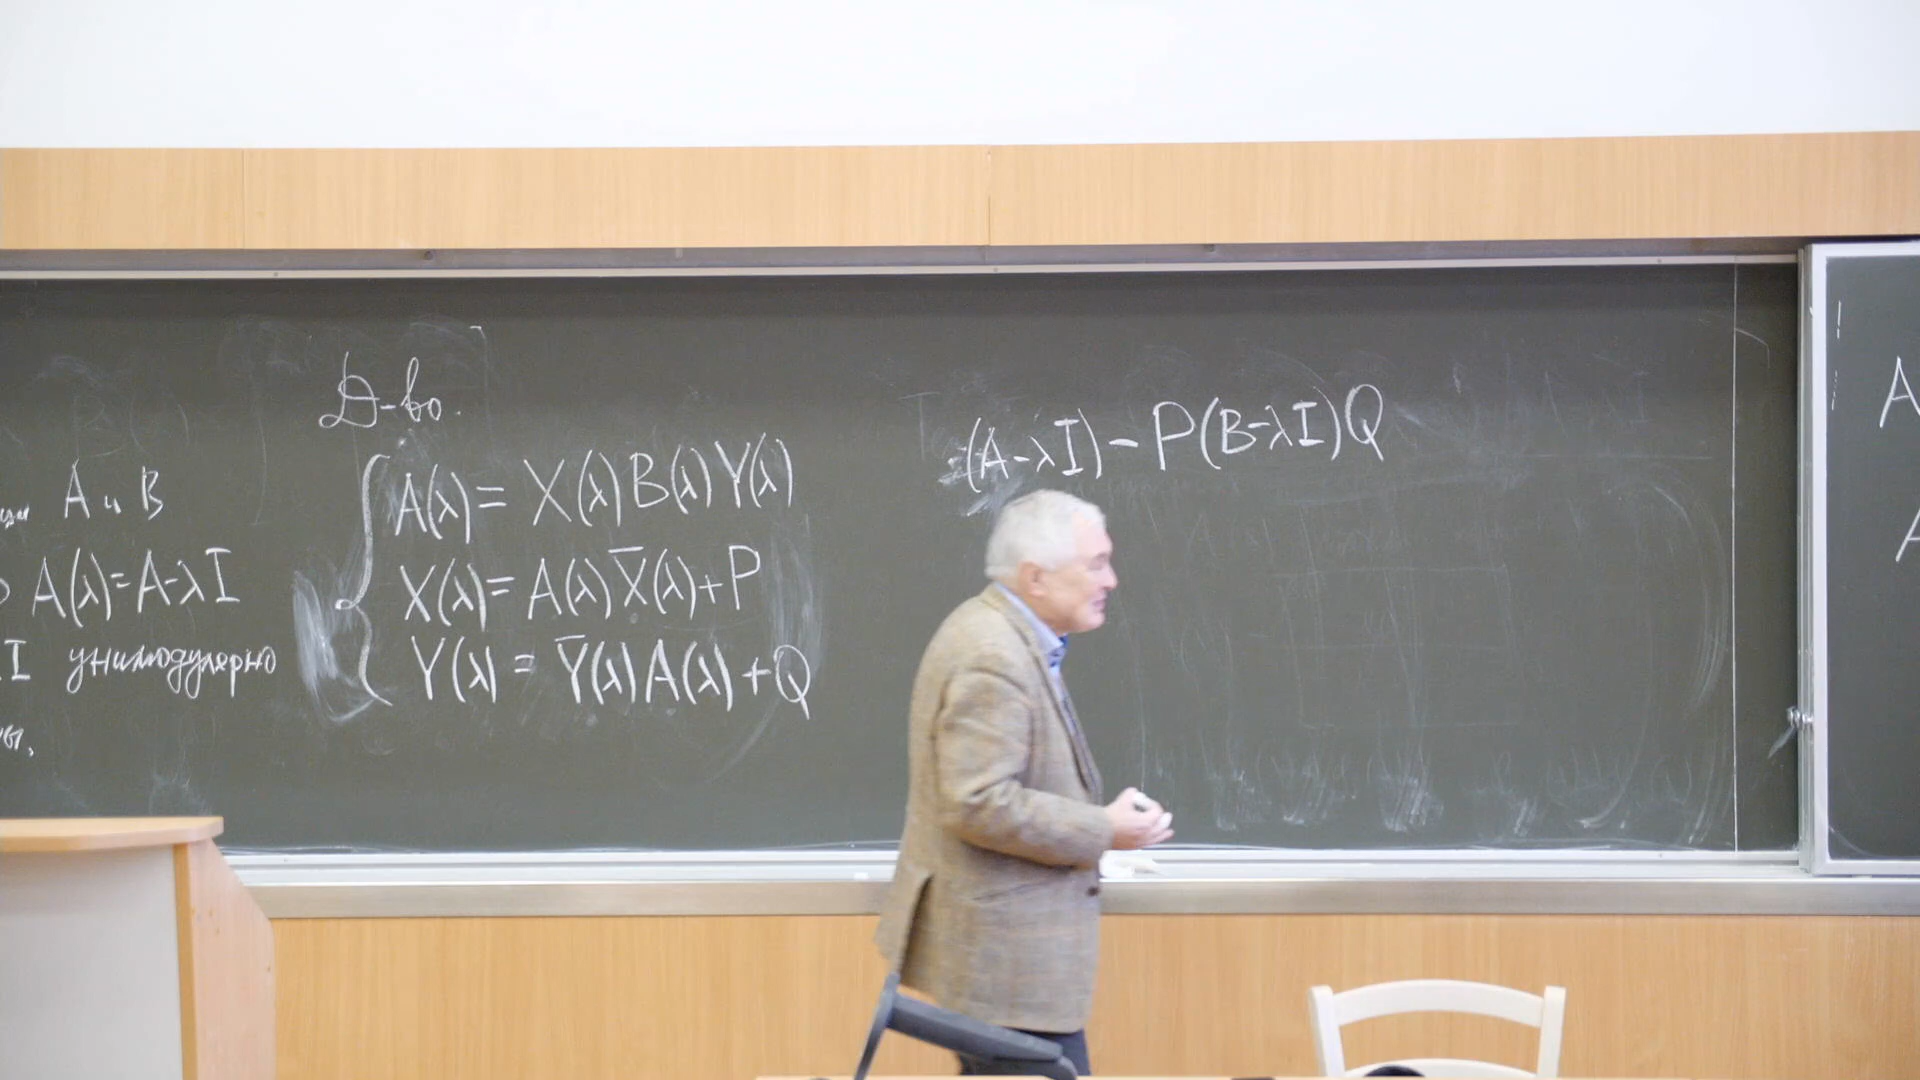 A и B
A(λ)=A-λI
I унимодулярно
Д-во.
A(λ) = X(λ)B(λ)Y(λ)
X(λ) = A(λ)X̄(λ)+P
Y(λ) = Ȳ(λ)A(λ)+Q
(A-λI) - P(B-λI)Q
A
A